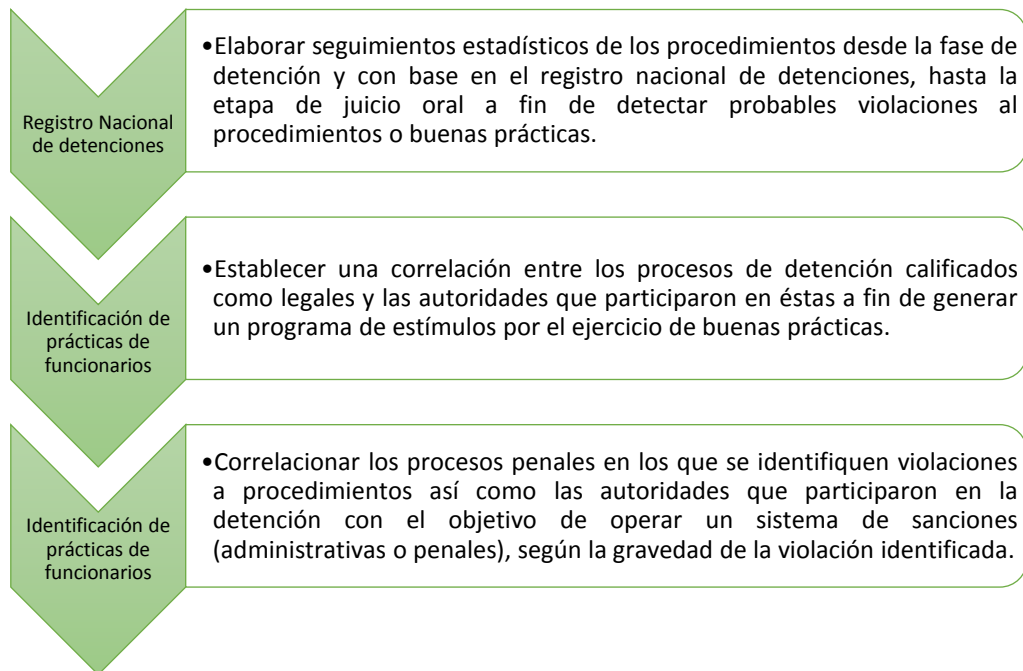 Registro Nacional
de detenciones
•Elaborar seguimientos estadísticos de los procedimientos desde la fase de
detención y con base en el registro nacional de detenciones, hasta la
etapa de juicio oral a fin de detectar probables violaciones al
procedimientos o buenas prácticas.
Identificación de
prácticas de
funcionarios
•Establecer una correlación entre los procesos de detención calificados
como legales y las autoridades que participaron en éstas a fin de generar
un programa de estímulos por el ejercicio de buenas prácticas.
Identificación de
prácticas de
funcionarios
•Correlacionar los procesos penales en los que se identifiquen violaciones
a procedimientos así como las autoridades que participaron en la
detención con el objetivo de operar un sistema de sanciones
(administrativas o penales), según la gravedad de la violación identificada.